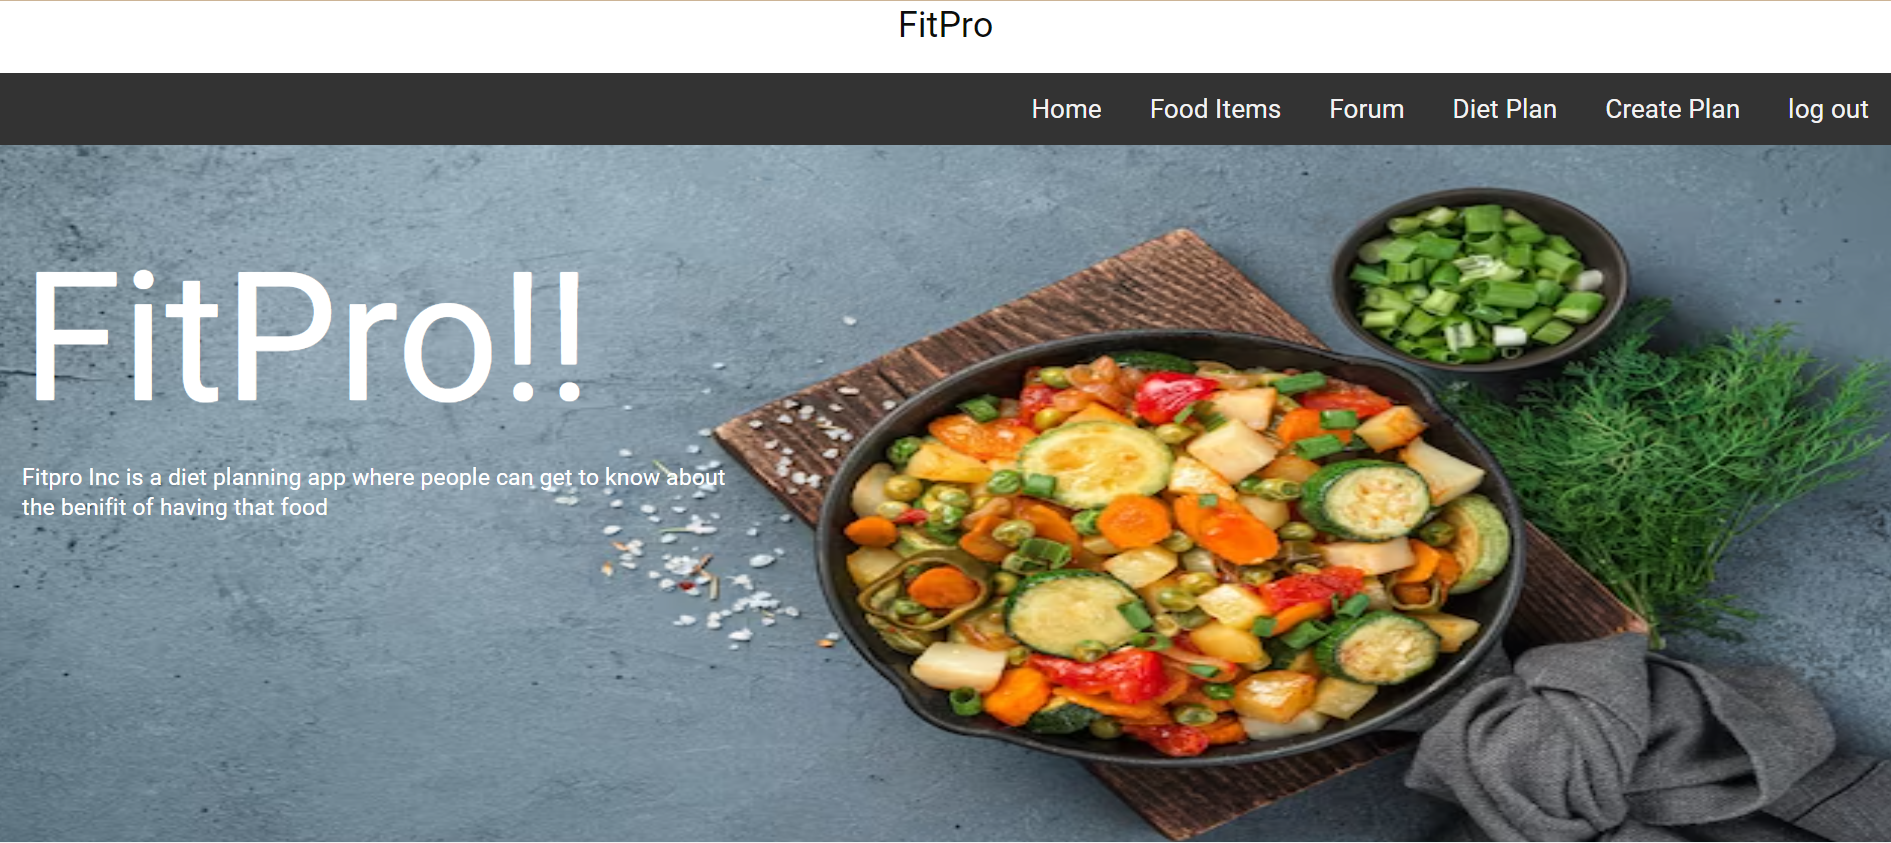 FitPro
Home Food Items Forum Diet Plan Create Plan log out
FitPro!!
Fitpro Inc is a diet planning app where people can get to know about
the benifit of having that food